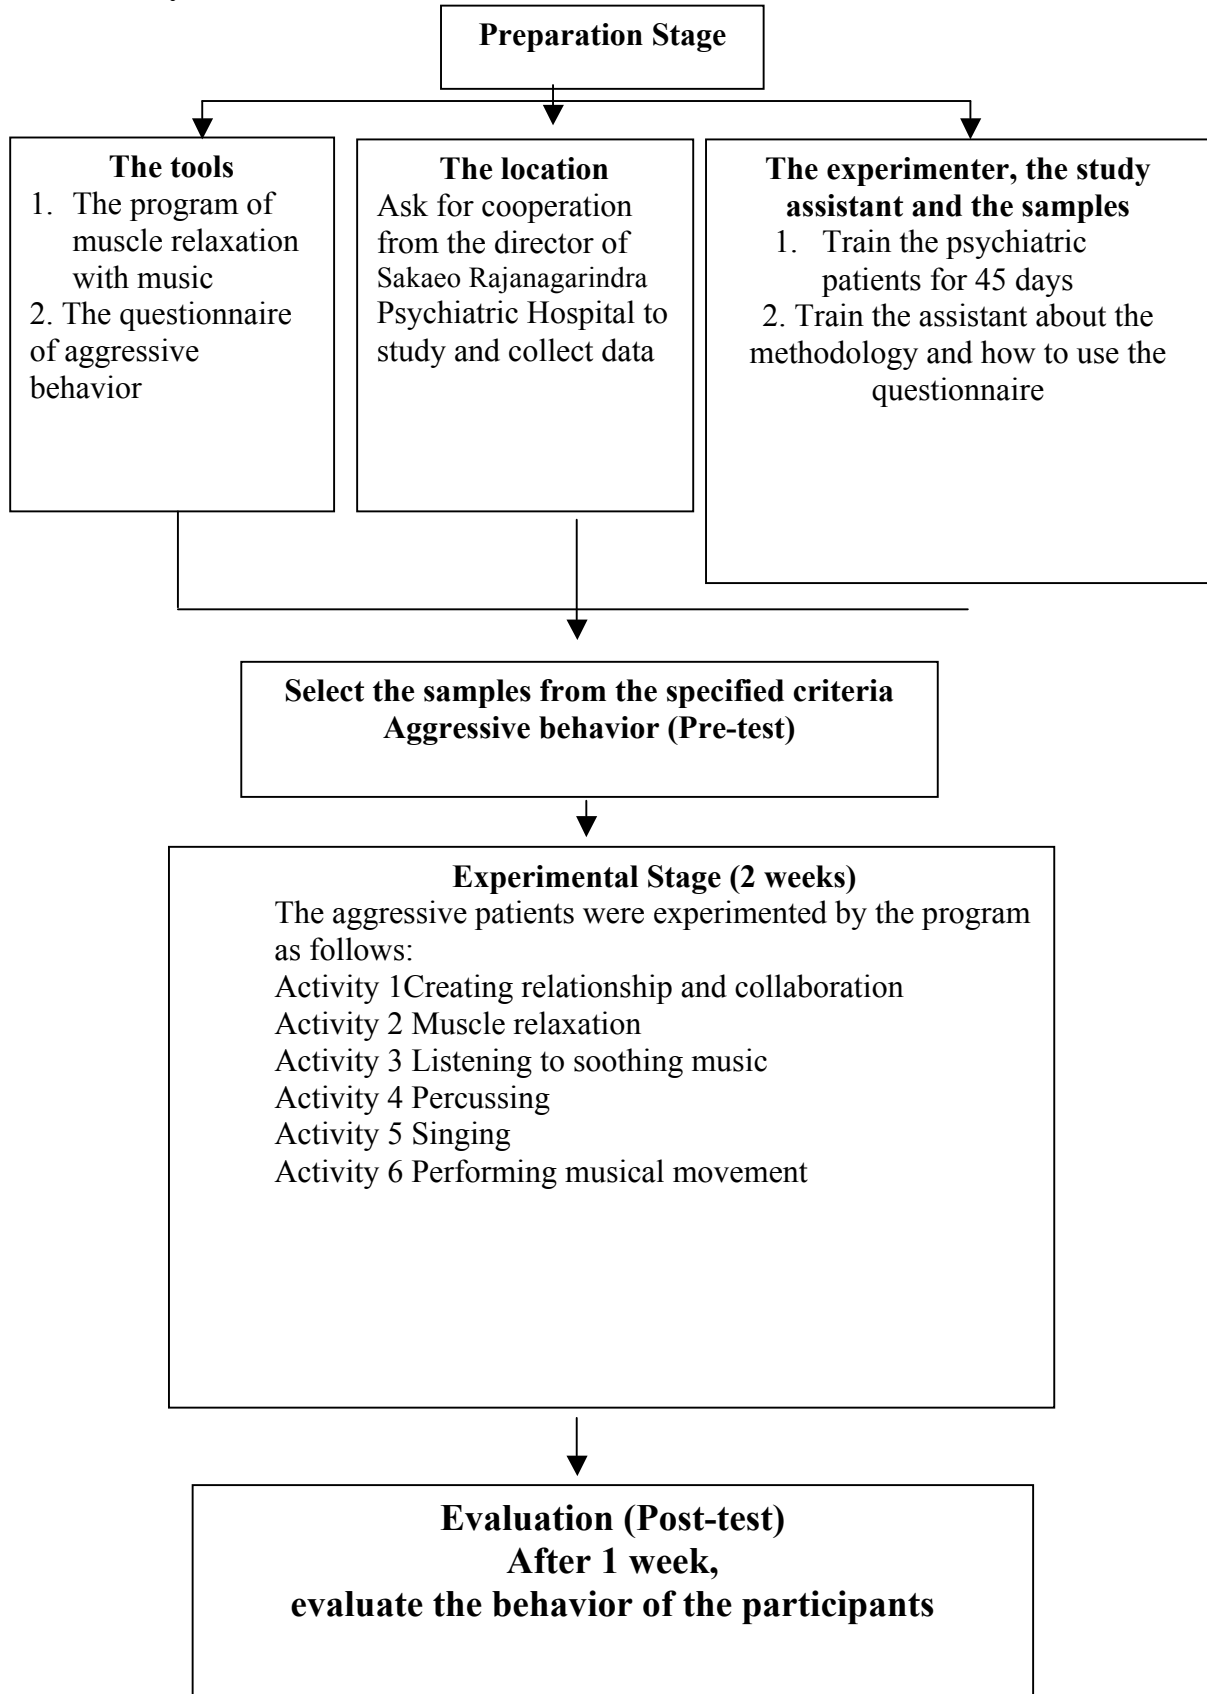 Preparation Stage
The tools
1. The program of
muscle relaxation
with music
2. The questionnaire
of aggressive
behavior
The location
Ask for cooperation
from the director of
Sakaeo Rajanagarindra
Psychiatric Hospital to
study and collect data
The experimenter, the study
assistant and the samples
1. Train the psychiatric
patients for 45 days
2. Train the assistant about the
methodology and how to use the
questionnaire
Select the samples from the specified criteria
Aggressive behavior (Pre-test)
Experimental Stage (2 weeks)
The aggressive patients were experimented by the program
as follows:
Activity 1Creating relationship and collaboration
Activity 2 Muscle relaxation
Activity 3 Listening to soothing music
Activity 4 Percussing
Activity 5 Singing
Activity 6 Performing musical movement
Evaluation (Post-test)
After 1 week,
evaluate the behavior of the participants